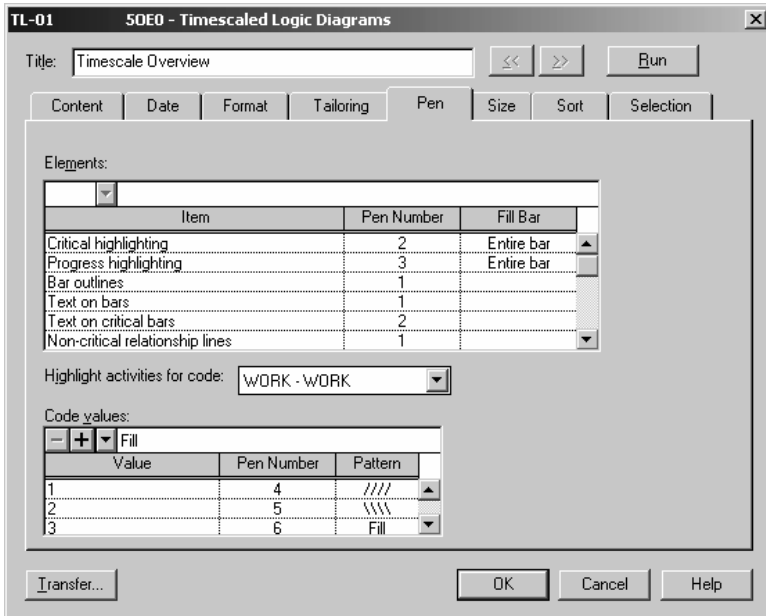 TL-01 5OE0 - Timescaled Logic Diagrams
Title: Timescale Overview << >> Run
Content Date Format Tailoring Pen Size Sort Selection
Elements:
Item Pen Number Fill Bar
Critical highlighting 2 Entire bar
Progress highlighting 3 Entire bar
Bar outlines 1
Text on bars 1
Text on critical bars 2
Non-critical relationship lines 1
Highlight activities for code: WORK - WORK
Code values:
Fill
Value Pen Number Pattern
1 4 ////
2 5 \\\\
3 6 Fill
Transfer... OK Cancel Help